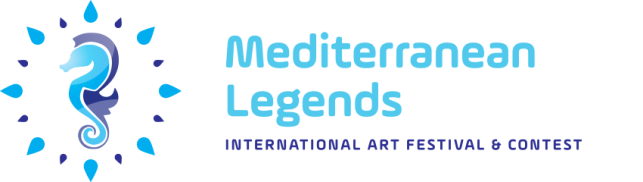 Mediterranean
Legends
INTERNATIONAL ART FESTIVAL & CONTEST